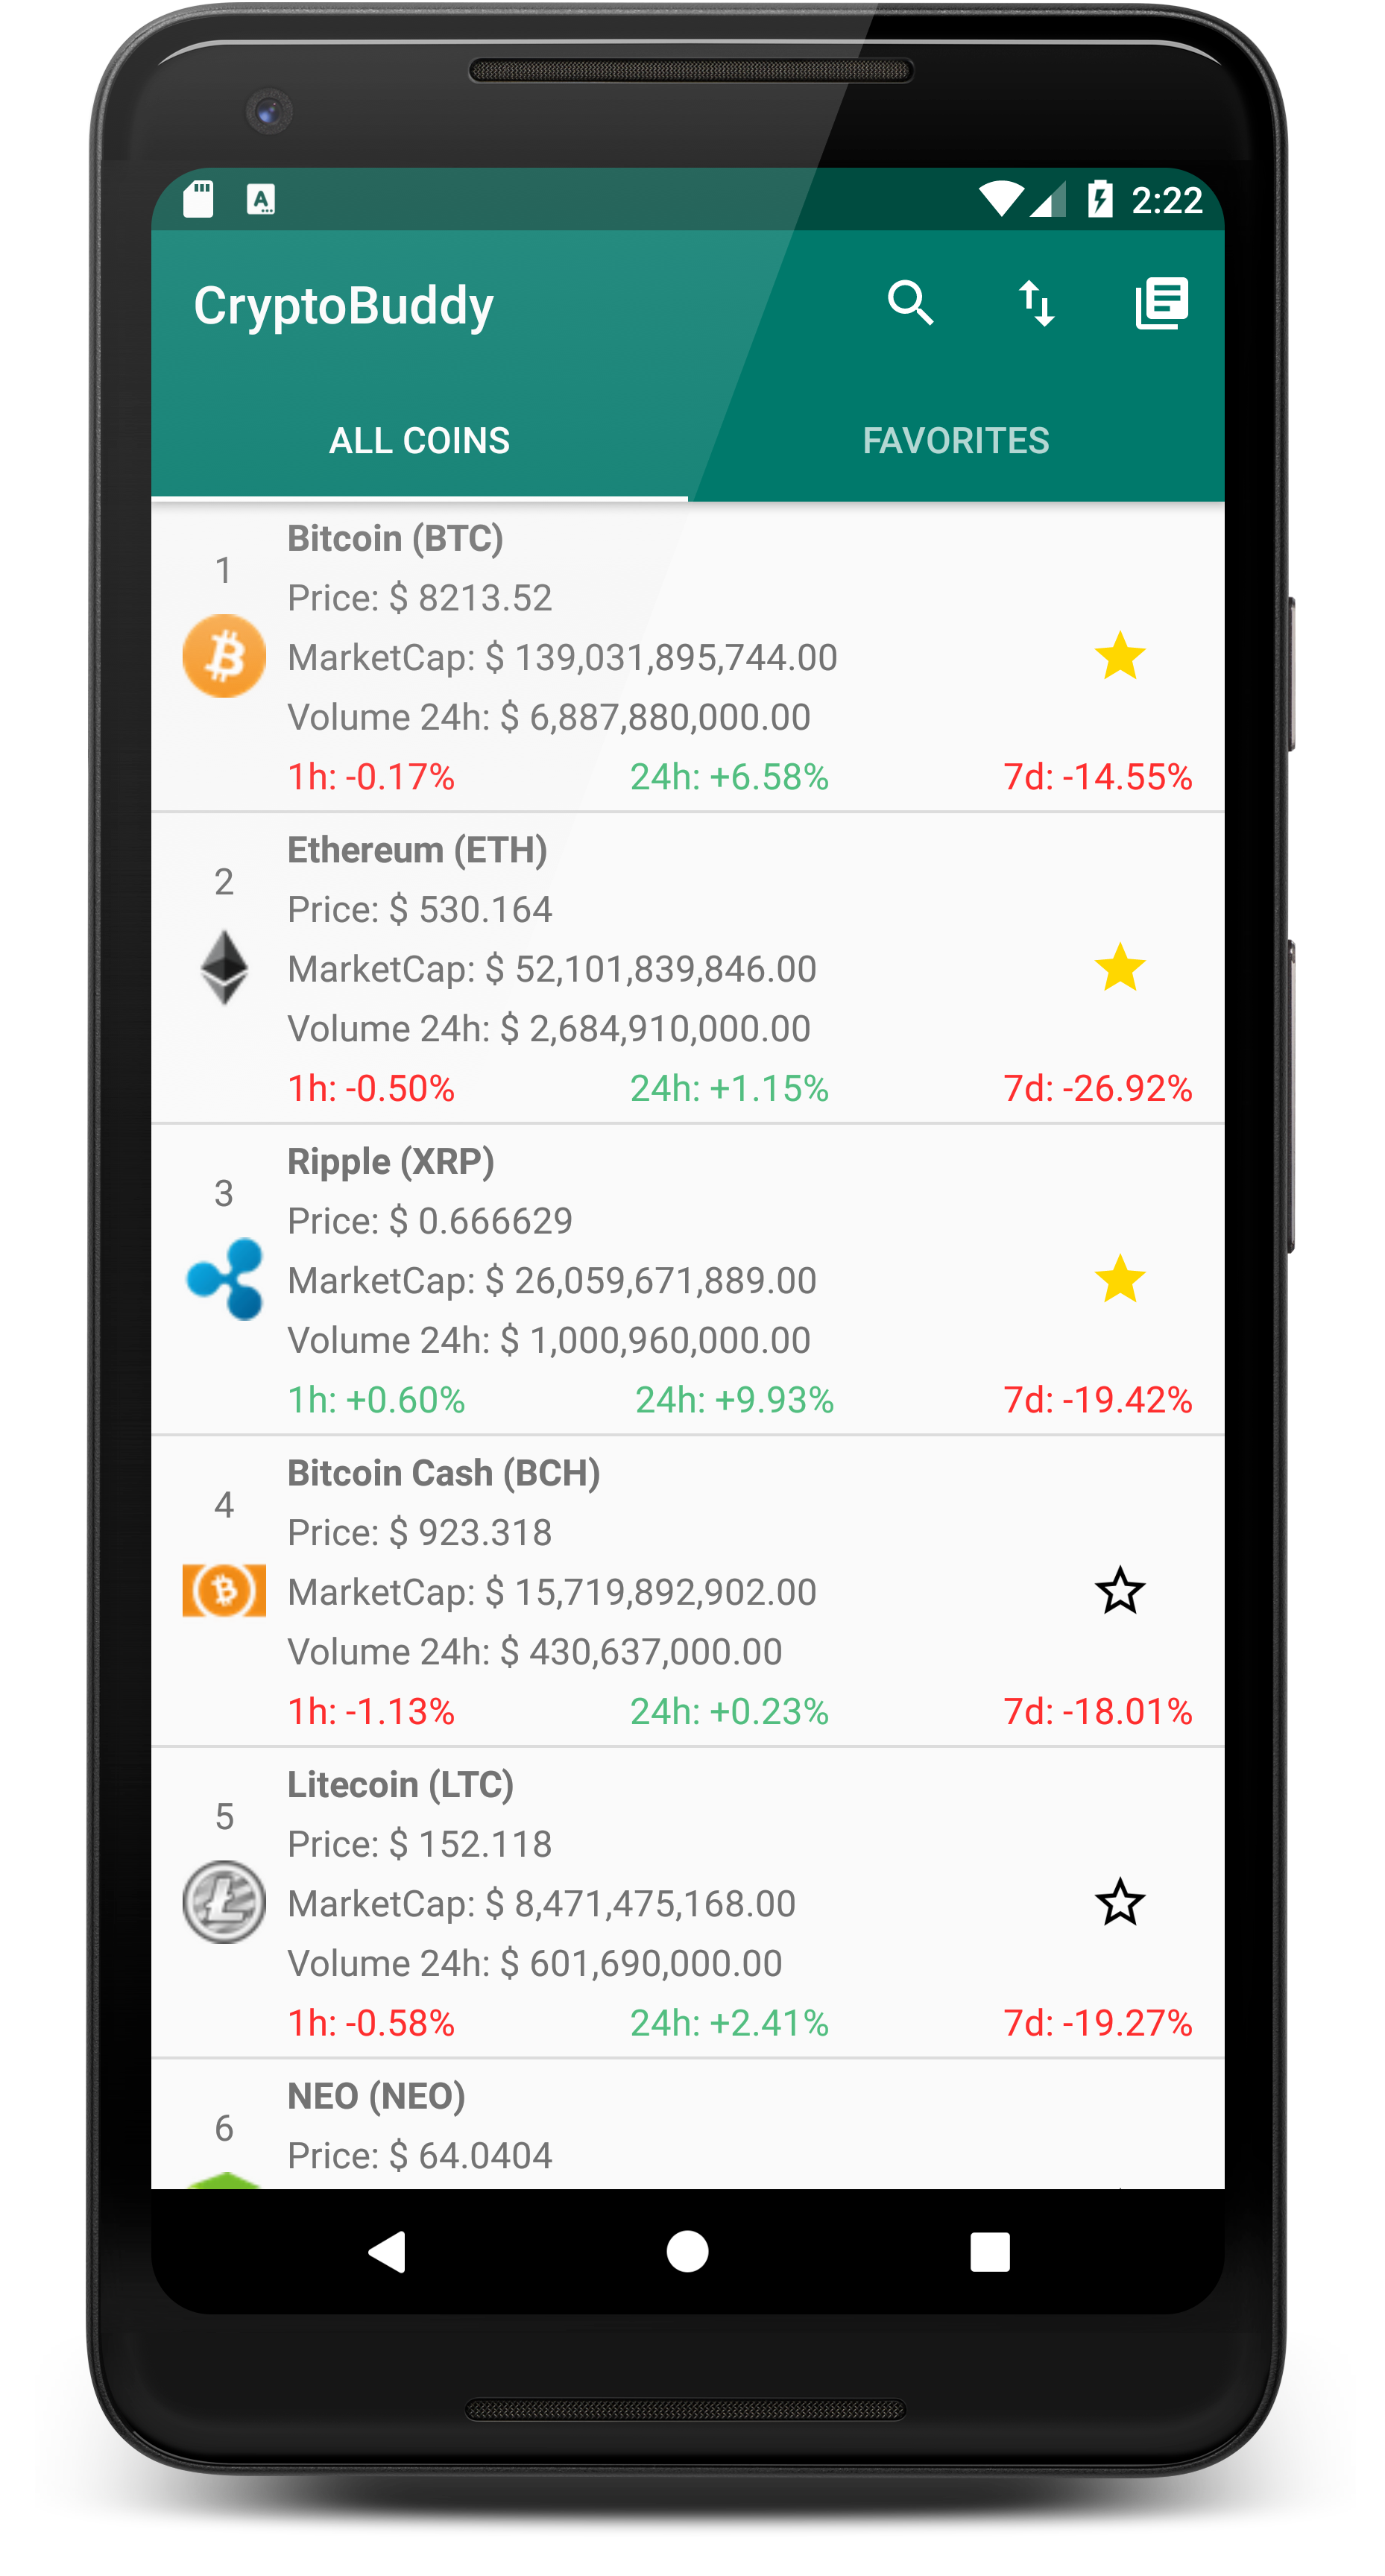 2:22
CryptoBuddy
ALL COINS FAVORITES
1
Bitcoin (BTC)
Price: $ 8213.52
MarketCap: $ 139,031,895,744.00
Volume 24h: $ 6,887,880,000.00
1h: -0.17% 24h: +6.58% 7d: -14.55%
2
Ethereum (ETH)
Price: $ 530.164
MarketCap: $ 52,101,839,846.00
Volume 24h: $ 2,684,910,000.00
1h: -0.50% 24h: +1.15% 7d: -26.92%
3
Ripple (XRP)
Price: $ 0.666629
MarketCap: $ 26,059,671,889.00
Volume 24h: $ 1,000,960,000.00
1h: +0.60% 24h: +9.93% 7d: -19.42%
4
Bitcoin Cash (BCH)
Price: $ 923.318
MarketCap: $ 15,719,892,902.00
Volume 24h: $ 430,637,000.00
1h: -1.13% 24h: +0.23% 7d: -18.01%
5
Litecoin (LTC)
Price: $ 152.118
MarketCap: $ 8,471,475,168.00
Volume 24h: $ 601,690,000.00
1h: -0.58% 24h: +2.41% 7d: -19.27%
6
NEO (NEO)
Price: $ 64.0404